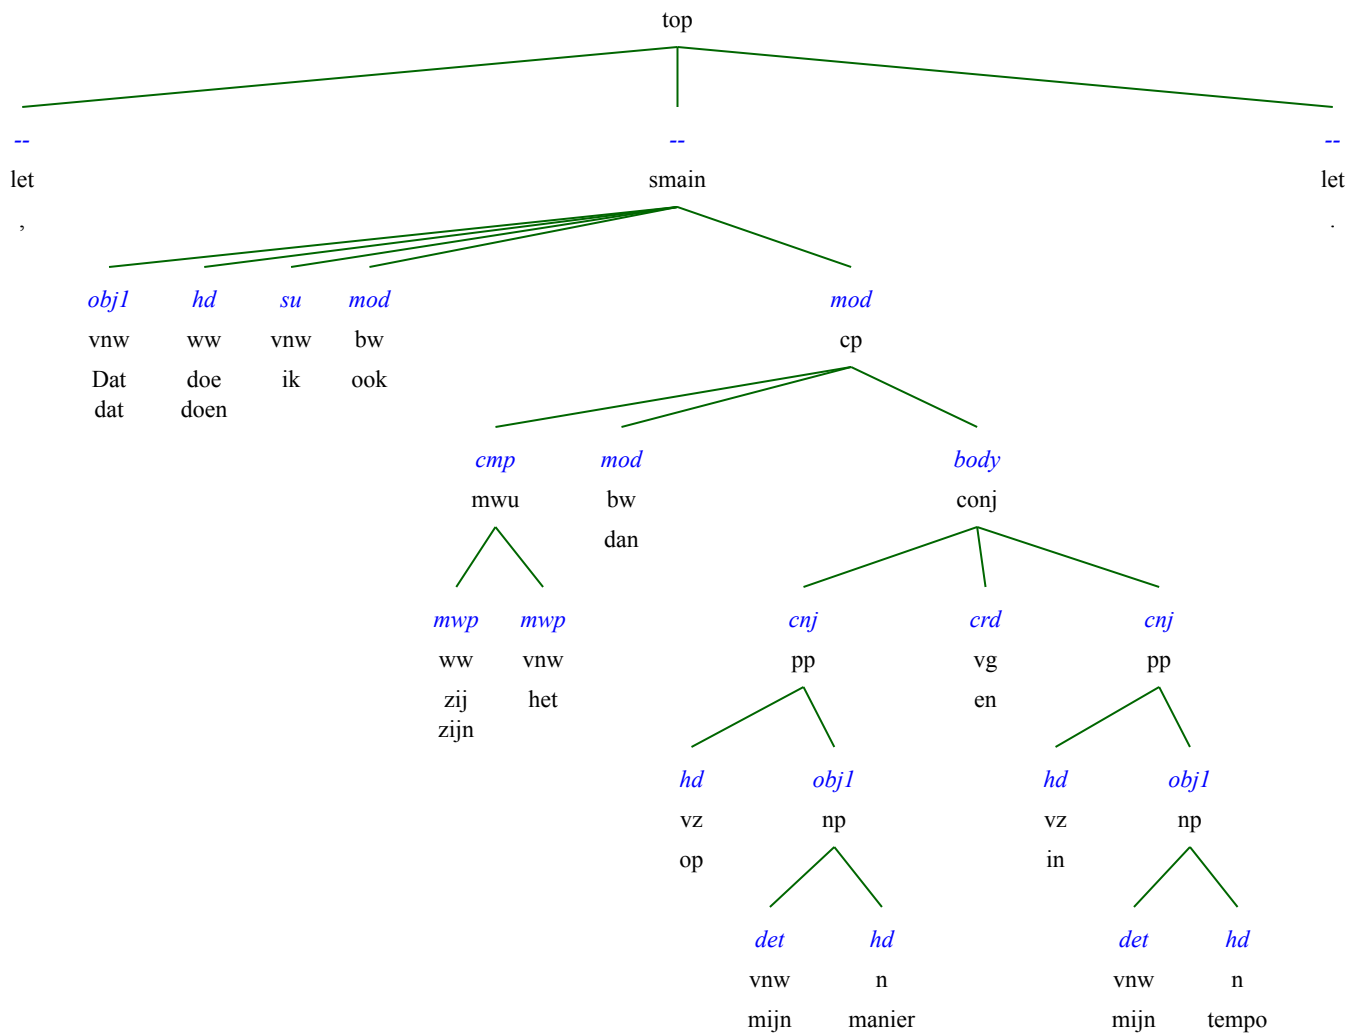 top
-- -- --
let smain let
, .
obj1 hd su mod mod
vnw ww vnw bw cp
Dat doe ik ook
dat doen
cmp mod body
mwu bw conj
dan
mwp mwp cnj crd cnj
ww vnw pp vg pp
zij het en
zijn
hd obj1 hd obj1
vz np vz np
op in
det hd det hd
vnw n vnw n
mijn manier mijn tempo